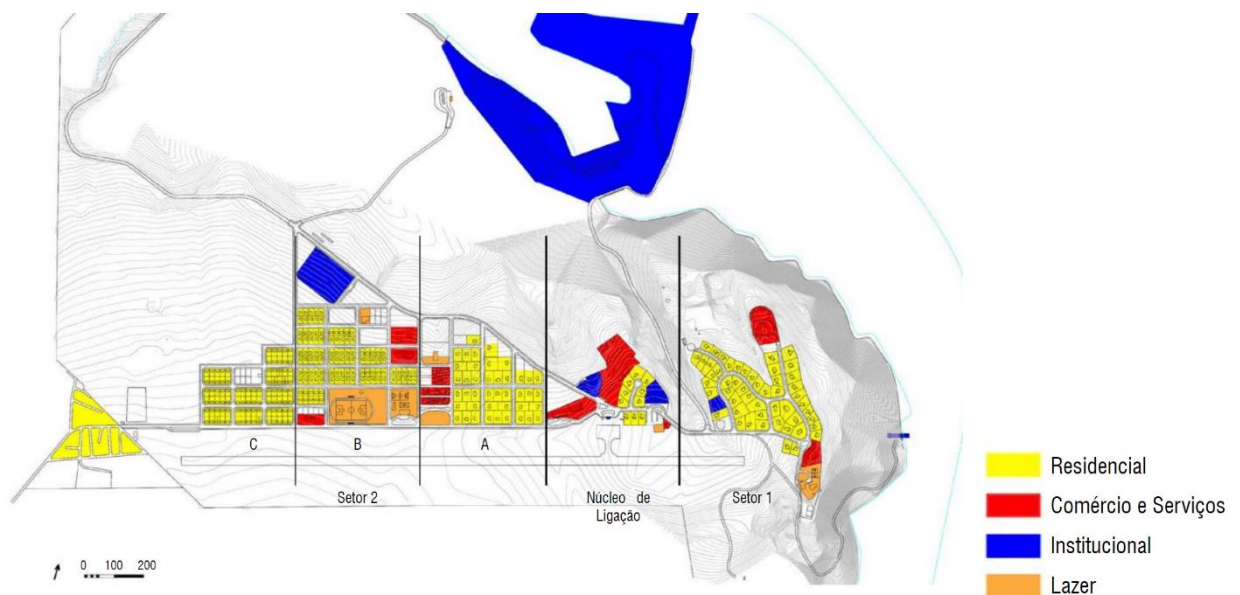 C
B
A
Setor 2
Núcleo de
Ligação
Setor 1
0 100 200
Residencial
Comércio e Serviços
Institucional
Lazer